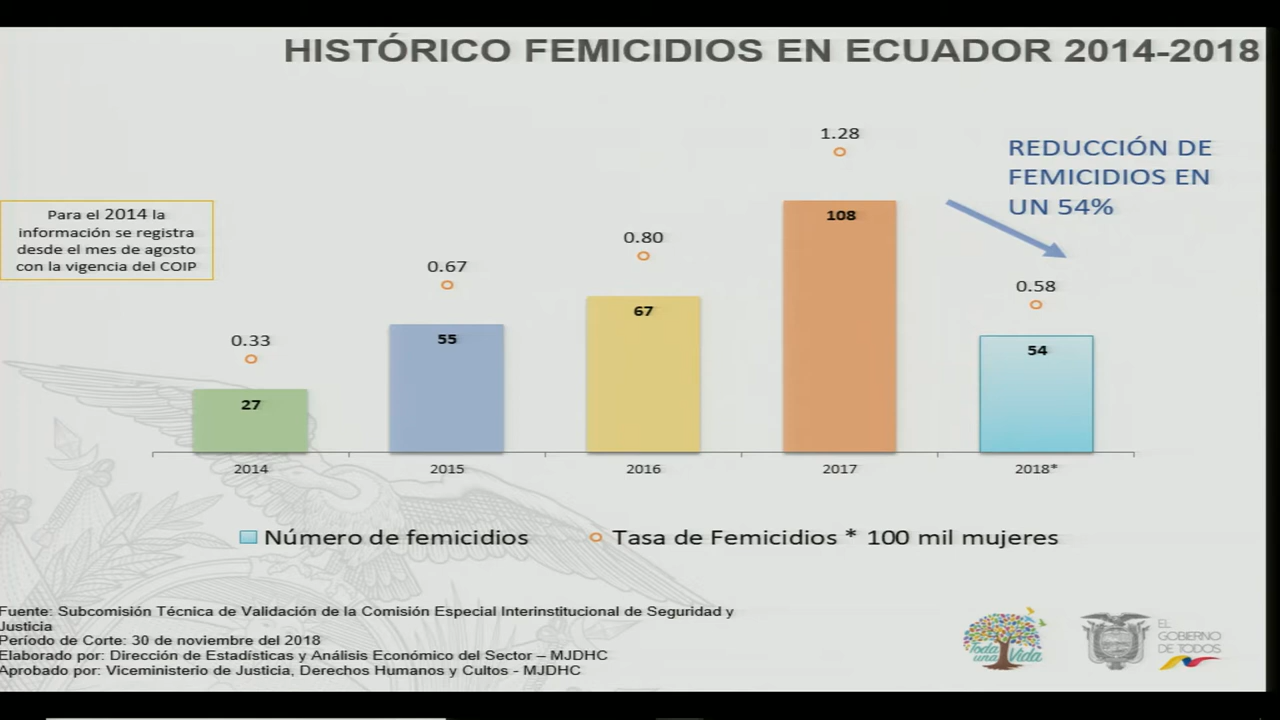 HISTÓRICO FEMICIDIOS EN ECUADOR 2014-2018
1.28
REDUCCIÓN DE
FEMICIDIOS EN
UN 54%
Para el 2014 la
información se registra
desde el mes de agosto
con la vigencia del COIP
108
0.80
0.67
0.58
67
0.33
55
54
27
2014
2015
2016
2017
2018*
Número de femicidios
Tasa de Femicidios * 100 mil mujeres
Fuente: Subcomisión Técnica de Validación de la Comisión Especial Interinstitucional de Seguridad y
Justicia
Período de Corte: 30 de noviembre del 2018
Elaborado por: Dirección de Estadísticas y Análisis Económico del Sector – MJDHC
Aprobado por: Viceministerio de Justicia, Derechos Humanos y Cultos - MJDHC
Toda
una Vida
EL
GOBIERNO
DE TODOS